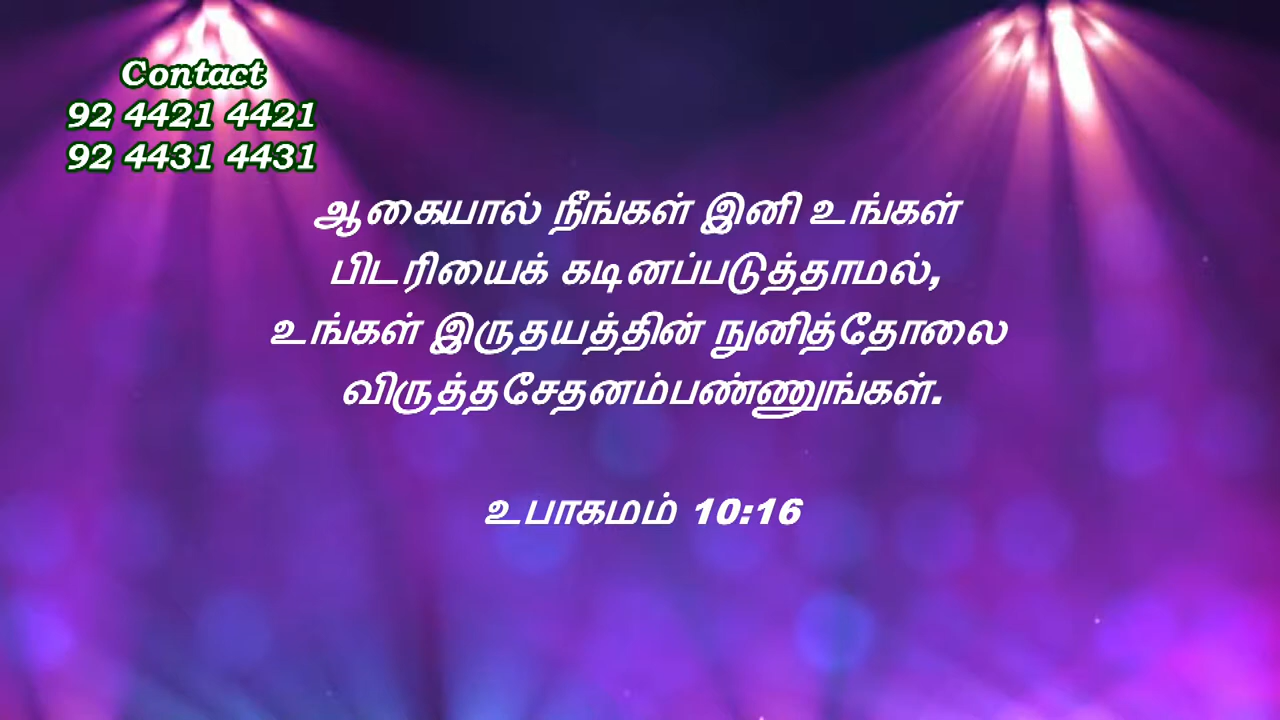 Contact
92 4421 4421
92 4431 4431
ஆகையால் நீங்கள் இனி உங்கள்
பிடரியைக் கடினப்படுத்தாமல்,
உங்கள் இருதயத்தின் நுனித்தோலை
விருத்தசேதனம்பண்ணுங்கள்.
உபாகமம் 10:16